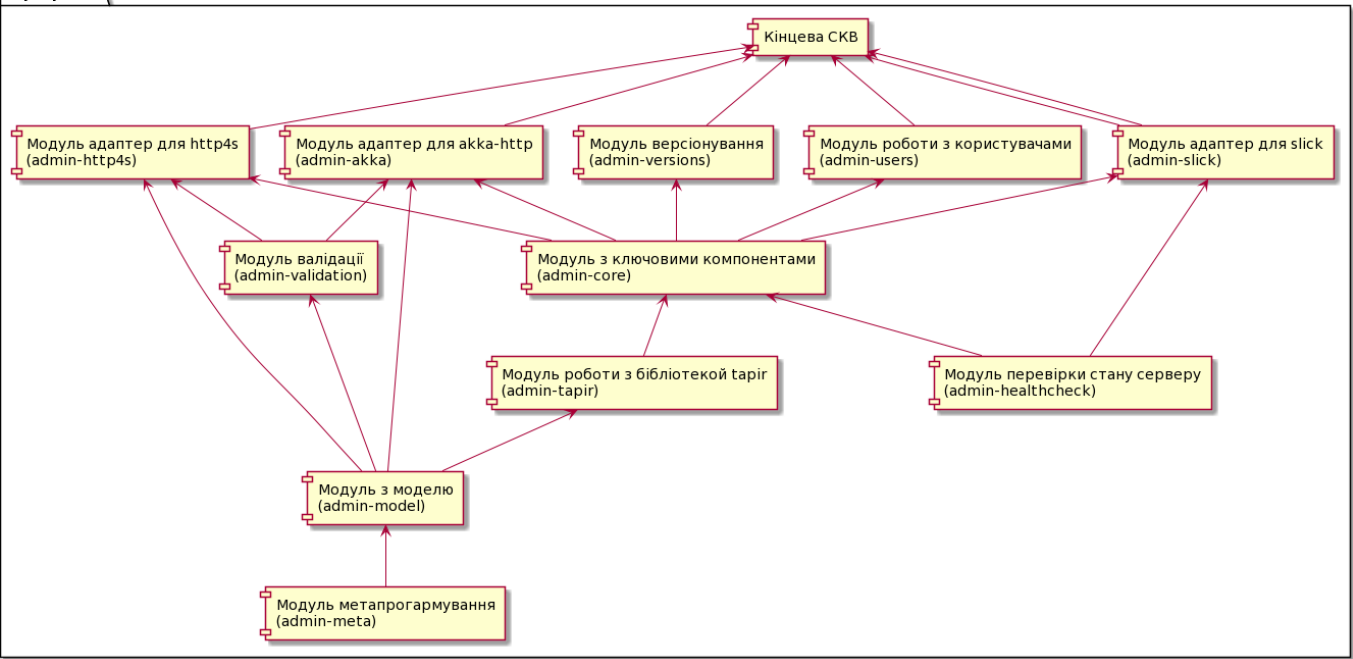 Кінцева СКВ
Модуль адаптер для http4s
(admin-http4s)
Модуль адаптер для akka-http
(admin-akka)
Модуль версіонування
(admin-versions)
Модуль роботи з користувачами
(admin-users)
Модуль адаптер для slick
(admin-slick)
Модуль валідації
(admin-validation)
Модуль з ключовими компонентами
(admin-core)
Модуль роботи з бібліотекой tapir
(admin-tapir)
Модуль перевірки стану серверу
(admin-healthcheck)
Модуль з моделю
(admin-model)
Модуль метапрогармування
(admin-meta)